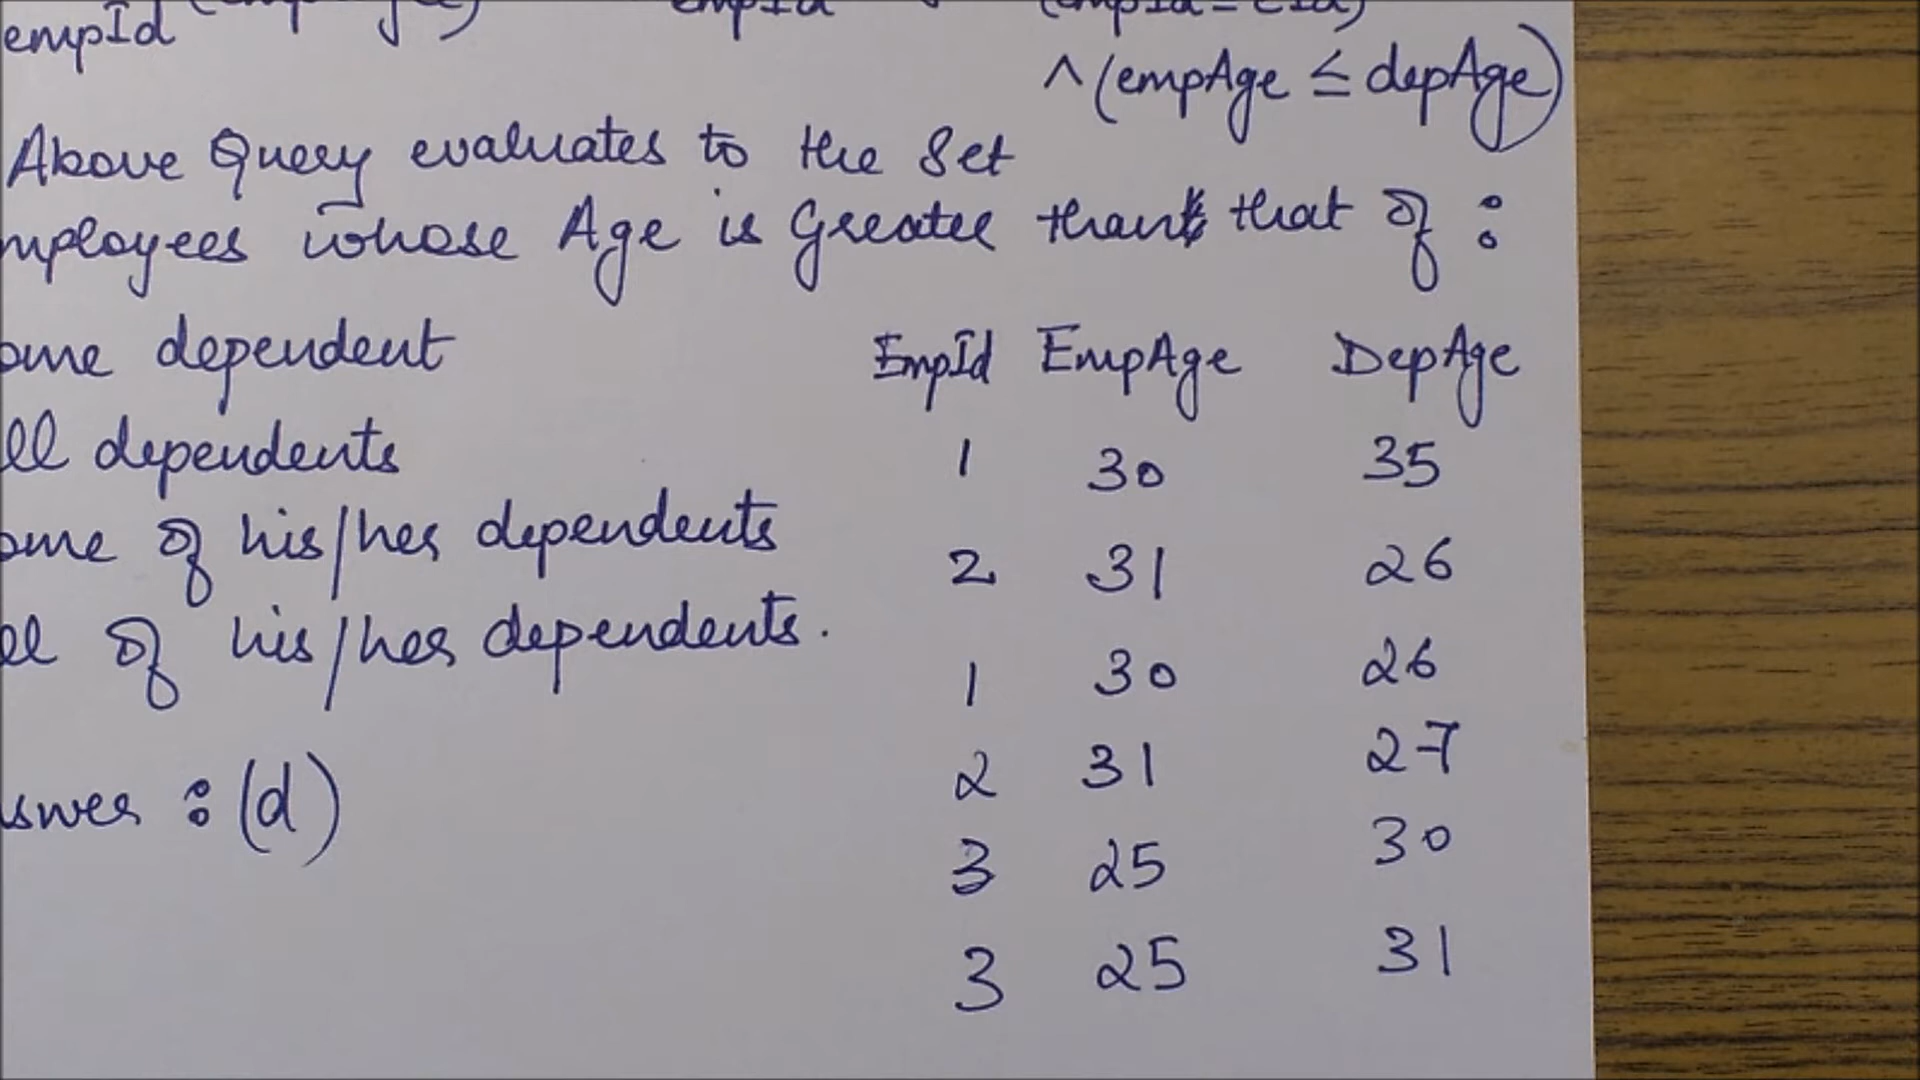 empId
∧(empAge ≤ depAge)
Above Query evaluates to the Set
mployees whose Age is Greater than that of :
ome dependent
ll dependents
ome of his/her dependents
ll of his/her dependents.
swer : (d)
EmpId EmpAge DepAge
1 30 35
2 31 26
1 30 26
2 31 27
3 25 30
3 25 31